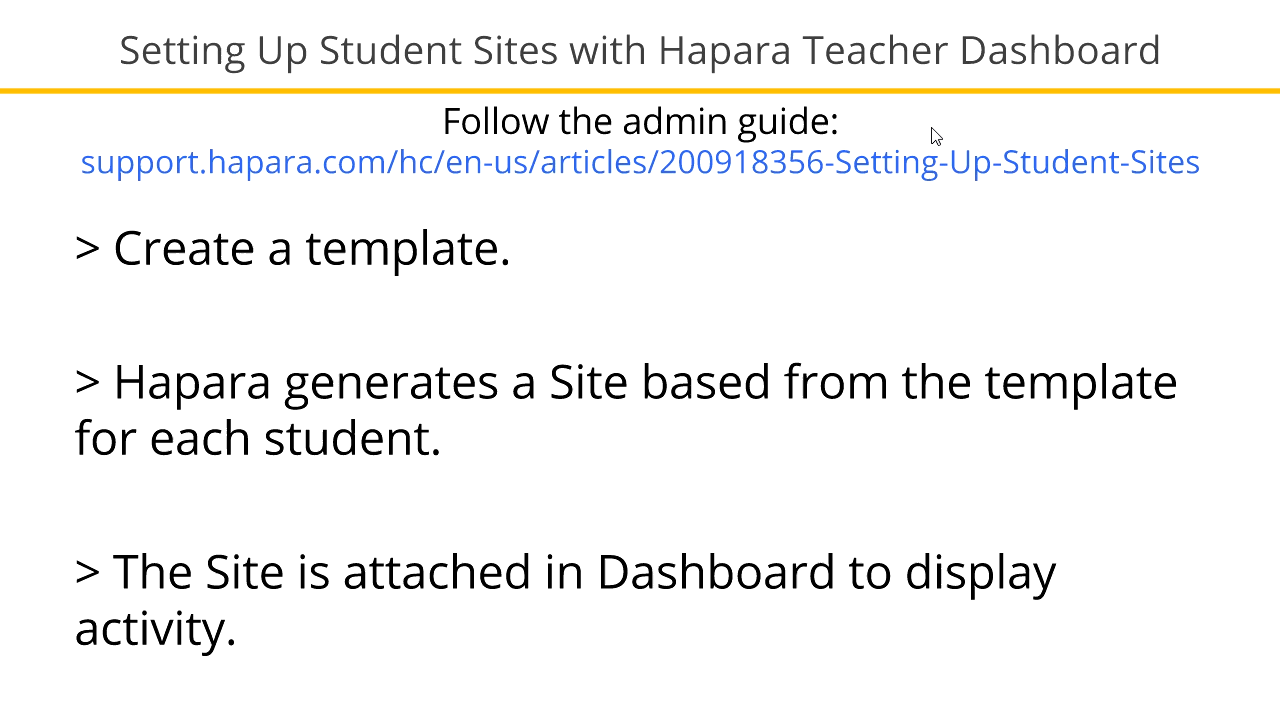 Setting Up Student Sites with Hapara Teacher Dashboard
Follow the admin guide:
support.hapara.com/hc/en-us/articles/200918356-Setting-Up-Student-Sites
> Create a template.
> Hapara generates a Site based from the template
for each student.
> The Site is attached in Dashboard to display
activity.